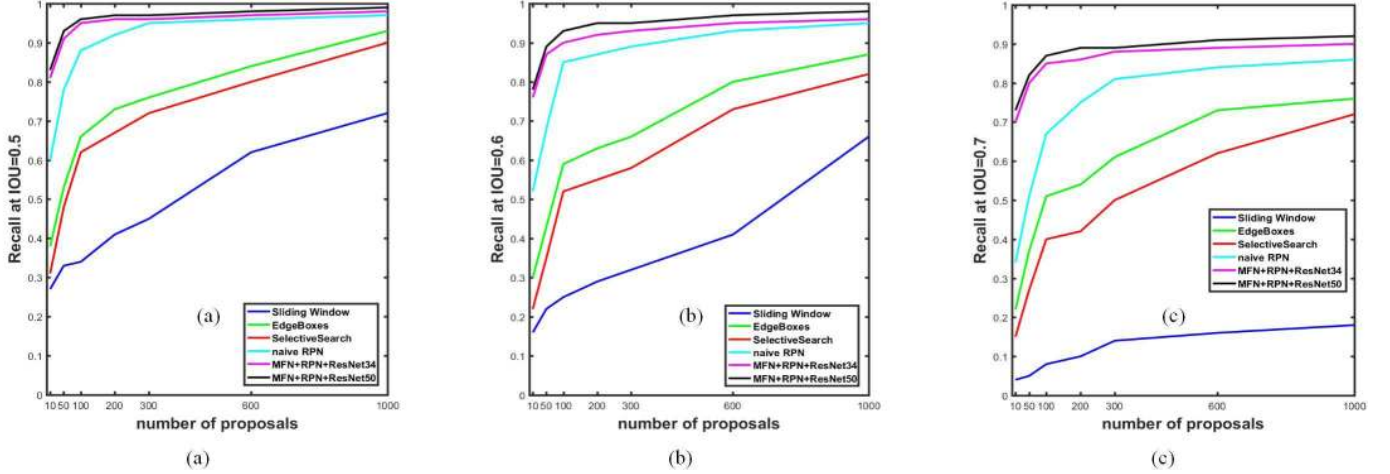 1
0.9
0.8
0.7
0.6
0.5
0.4
0.3
0.2
0.1
0
Recall at IOU=0.5
(a)
Sliding Window
EdgeBoxes
SelectiveSearch
naive RPN
MFN+RPN+ResNet34
MFN+RPN+ResNet50
10 50 100 200 300 600 1000
number of proposals
(a)
1
0.9
0.8
0.7
0.6
0.5
0.4
0.3
0.2
0.1
0
Recall at IOU=0.6
(b)
Sliding Window
EdgeBoxes
SelectiveSearch
naive RPN
MFN+RPN+ResNet34
MFN+RPN+ResNet50
10 50 100 200 300 600 1000
number of proposals
(b)
1
0.9
0.8
0.7
0.6
0.5
0.4
0.3
0.2
0.1
0
Recall at IOU=0.7
Sliding Window
EdgeBoxes
SelectiveSearch
naive RPN
MFN+RPN+ResNet34
MFN+RPN+ResNet50
(c)
10 50 100 200 300 600 1000
number of proposals
(c)